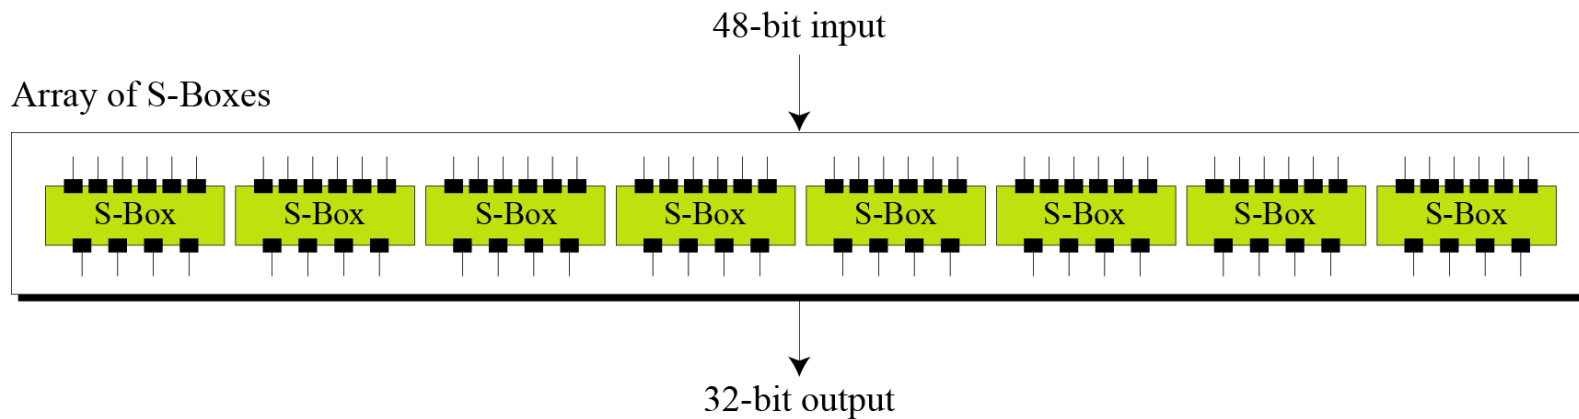 48-bit input
Array of S-Boxes
S-Box S-Box S-Box S-Box S-Box S-Box S-Box S-Box
32-bit output